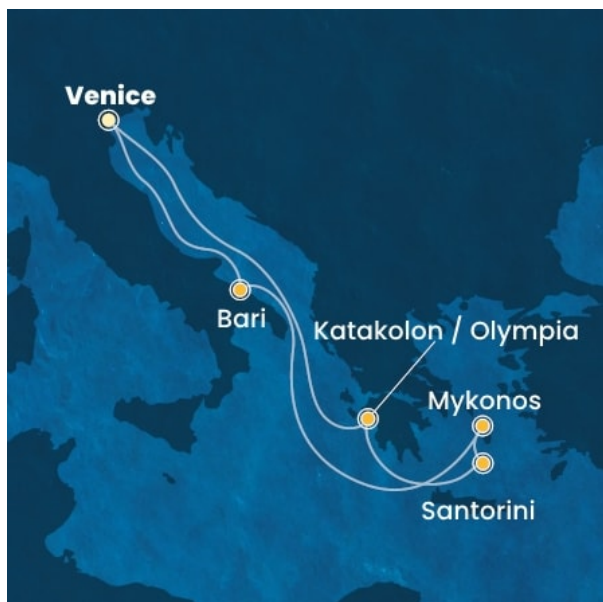 Venice
Bari
Katakolon / Olympia
Mykonos
Santorini